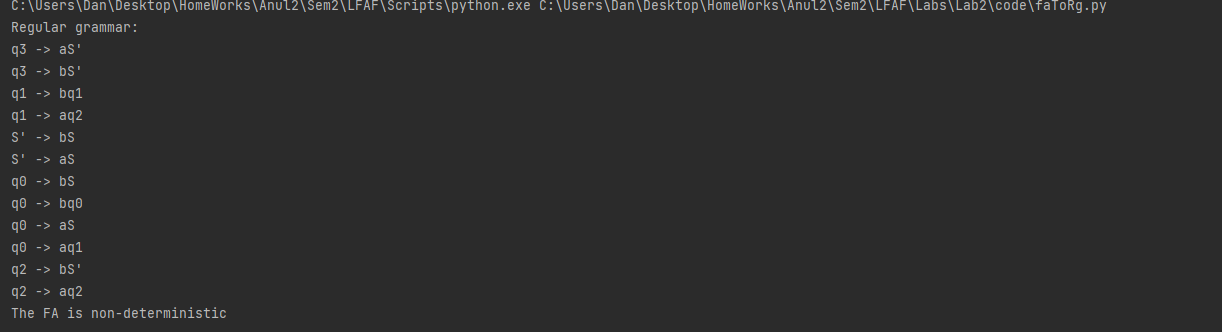 C:\Users\Dan\Desktop\HomeWorks\Anul2\Sem2\LFAF\Scripts\python.exe C:\Users\Dan\Desktop\HomeWorks\Anul2\Sem2\LFAF\Labs\Lab2\code\faToRg.py
Regular grammar:
q3 -> aS'
q3 -> bS'
q1 -> bq1
q1 -> aq2
S' -> bS
S' -> aS
q0 -> bS
q0 -> bq0
q0 -> aS
q0 -> aq1
q2 -> bS'
q2 -> aq2
The FA is non-deterministic